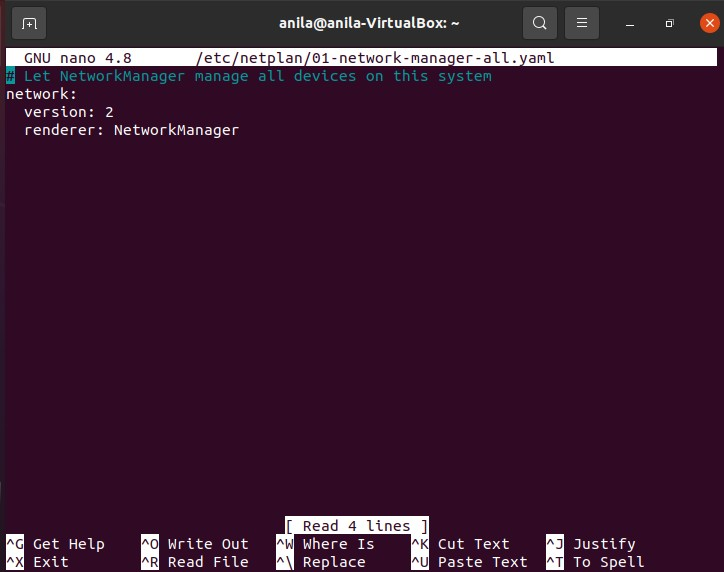 anila@anila-VirtualBox: ~
GNU nano 4.8 /etc/netplan/01-network-manager-all.yaml
# Let NetworkManager manage all devices on this system
network:
  version: 2
  renderer: NetworkManager
[ Read 4 lines ]
^G Get Help ^O Write Out ^W Where Is ^K Cut Text ^J Justify
^X Exit ^R Read File ^\ Replace ^U Paste Text ^T To Spell